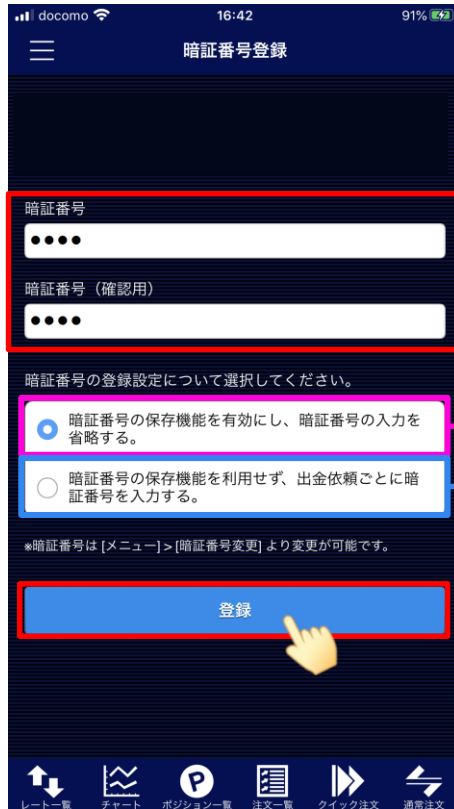 docomo 16:42 91%
暗証番号登録
暗証番号
••••
暗証番号（確認用）
••••
暗証番号の登録設定について選択してください。
暗証番号の保存機能を有効にし、暗証番号の入力を
省略する。
暗証番号の保存機能を利用せず、出金依頼ごとに暗
証番号を入力する。
※暗証番号は [メニュー] > [暗証番号変更] より変更が可能です。
登録
P
レート一覧 チャート ポジション一覧 注文一覧 クイック注文 通常注文